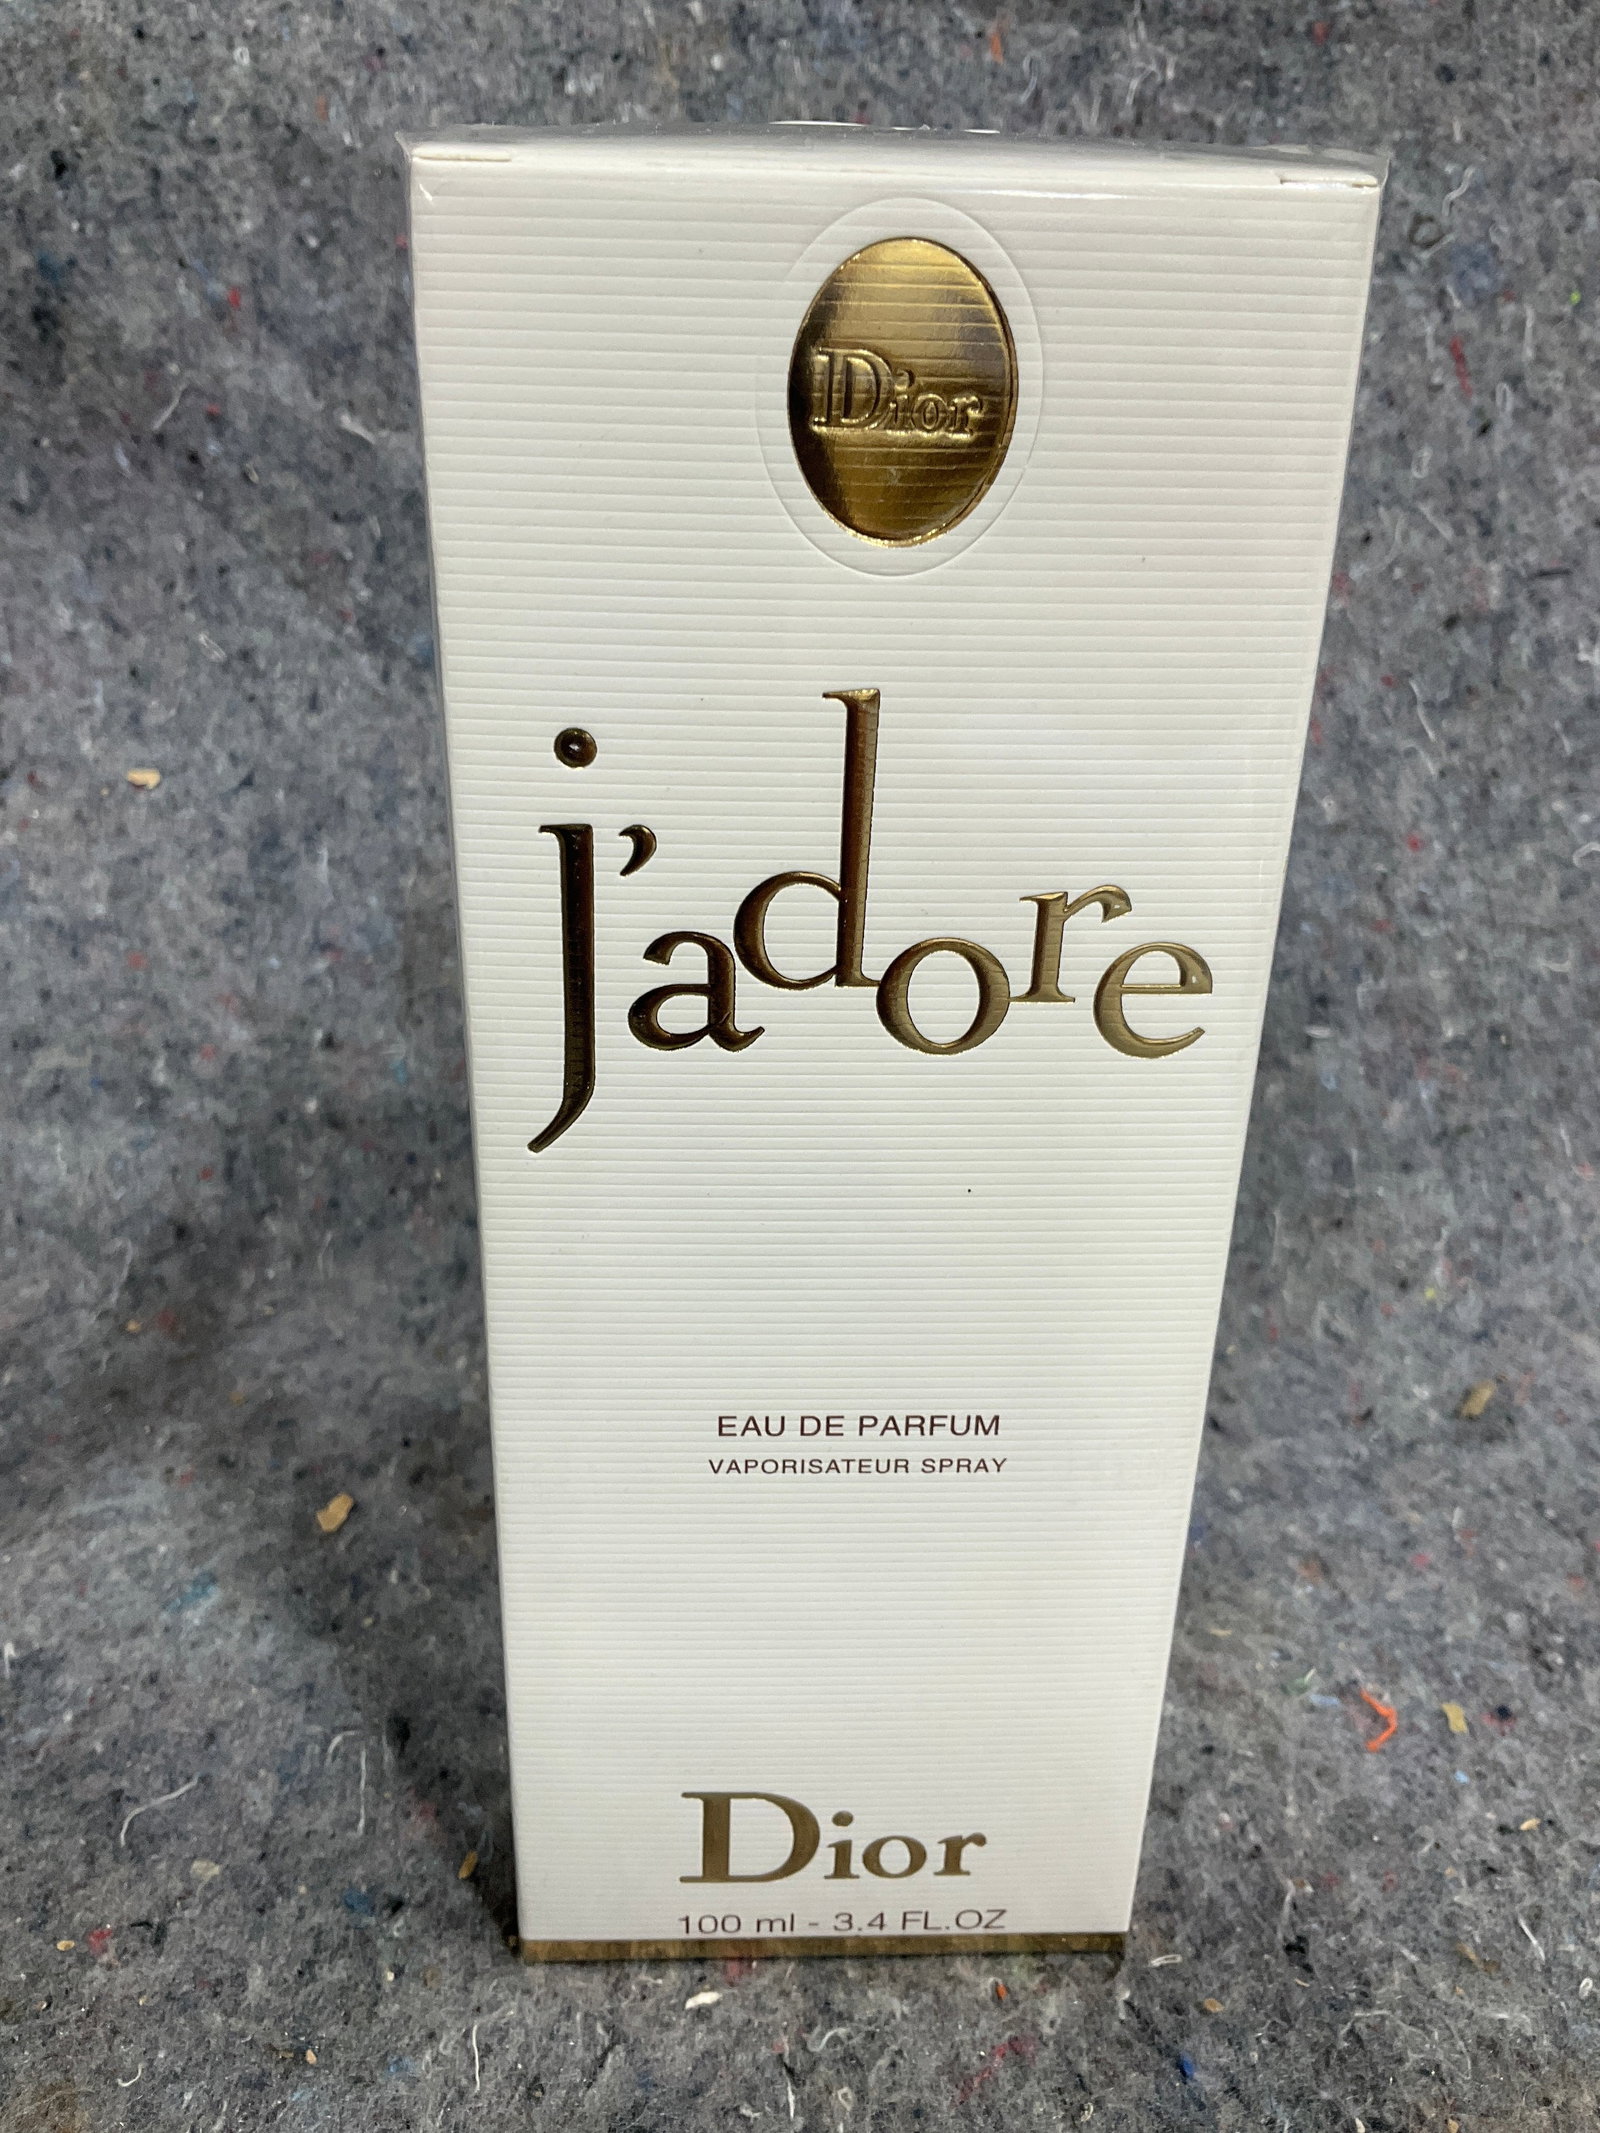 Dior
j'adore
EAU DE PARFUM
VAPORISATEUR SPRAY
Dior
100 ml - 3.4 FL.OZ